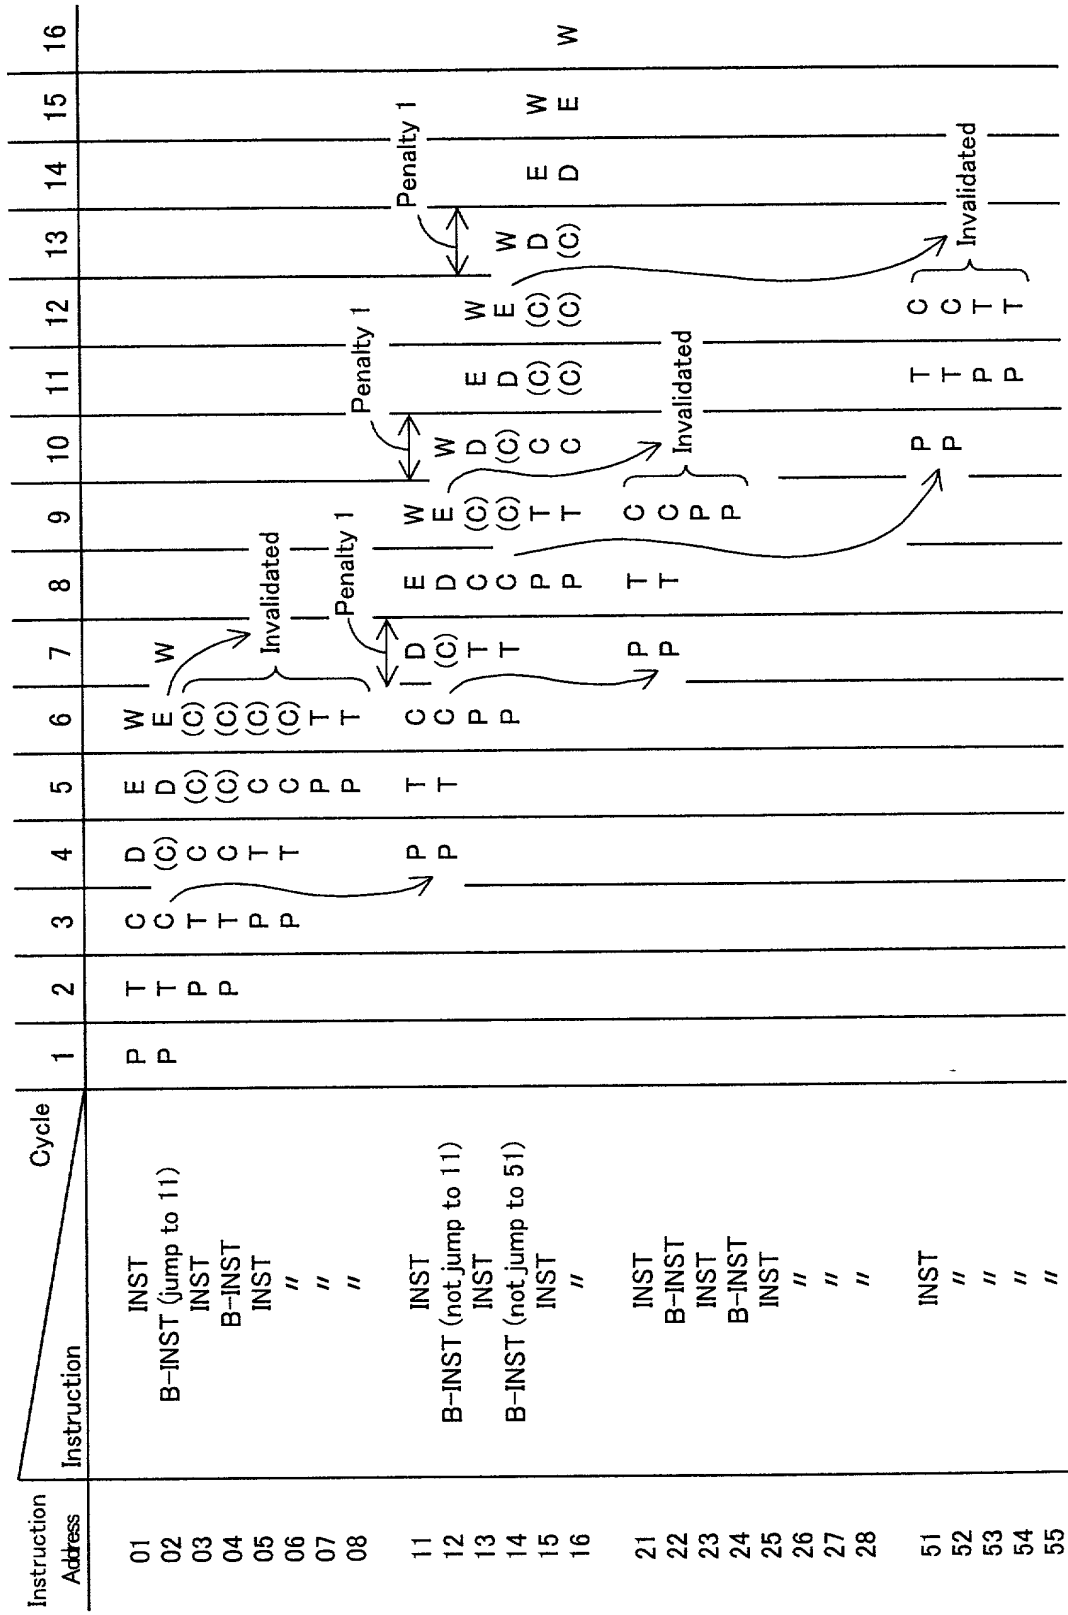 Instruction Address Instruction Cycle 1 2 3 4 5 6 7 8 9 10 11 12 13 14 15 16
01 INST P T C D E W
02 B-INST (jump to 11) P T C (C) D E W
03 INST P T C (C) (C)
04 B-INST P T C (C) (C)
05 INST P T C (C)
06 〃 P T C (C)
07 〃 P T
08 〃 P T
Invalidated
Penalty 1
11 INST P T C D E W
12 B-INST (not jump to 11) P T C (C) D E W
13 INST P T C (C) D E W
14 B-INST (not jump to 51) P T C (C) (C) D E W
15 INST P T C (C) (C) D E W
16 〃 P T C (C) (C) (C) D E W
Penalty 1
Penalty 1
21 INST P T C
22 B-INST P T C
23 INST P
24 B-INST P
25 INST
26 〃
27 〃
28 〃
Invalidated
51 INST P T C
52 〃 P T C
53 〃 P T
54 〃 P T
55 〃
Invalidated